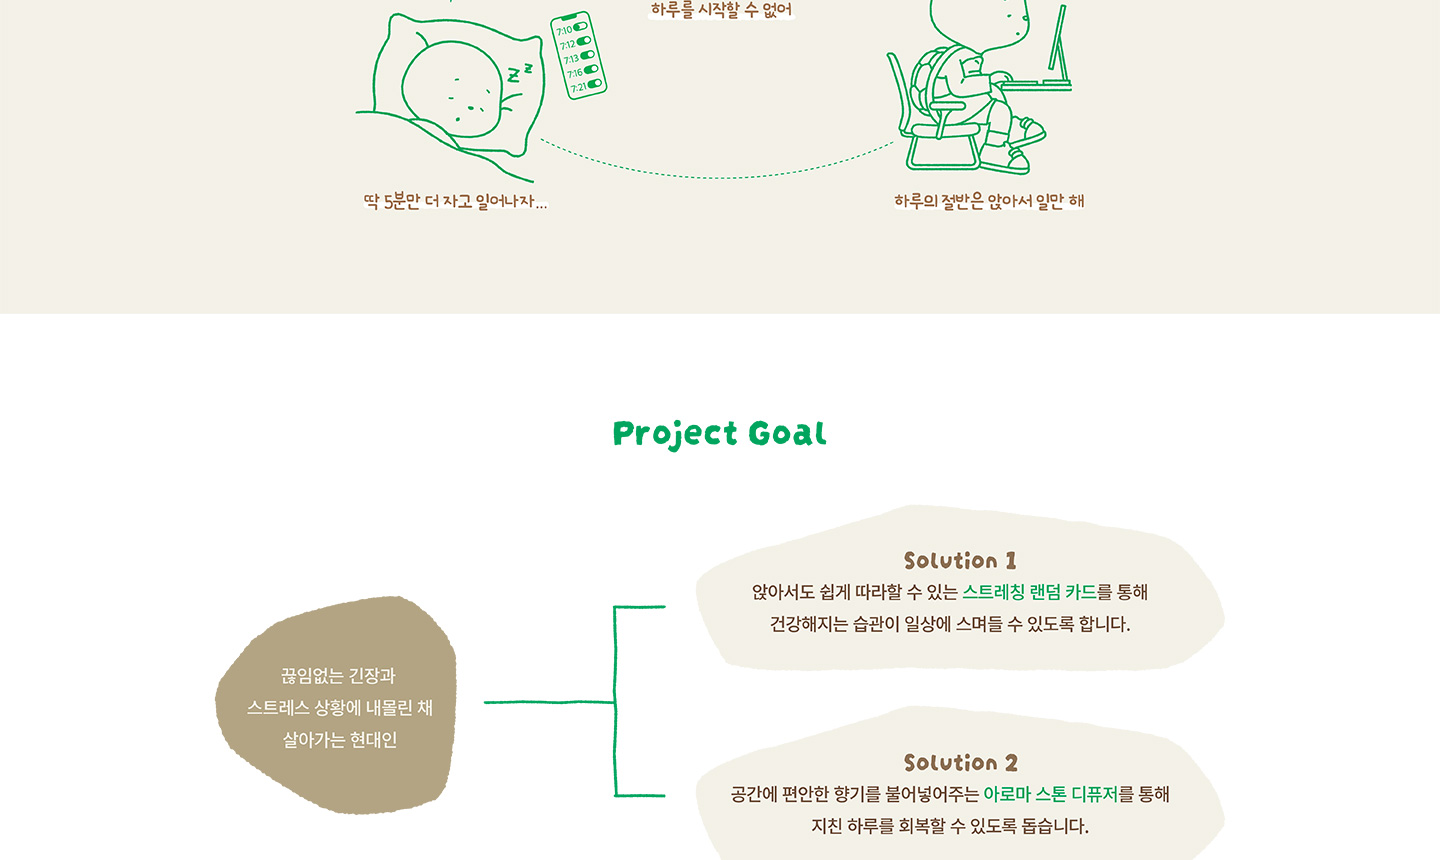 하루를 시작할 수 없어
7:10
7:12
7:13
7:16
7:21
z z
딱 5분만 더 자고 일어나자...
하루의 절반은 앉아서 일만 해
Project Goal
끊임없는 긴장과
스트레스 상황에 내몰린 채
살아가는 현대인
Solution 1
앉아서도 쉽게 따라할 수 있는 스트레칭 랜덤 카드를 통해
건강해지는 습관이 일상에 스며들 수 있도록 합니다.
Solution 2
공간에 편안한 향기를 불어넣어주는 아로마 스톤 디퓨저를 통해
지친 하루를 회복할 수 있도록 돕습니다.